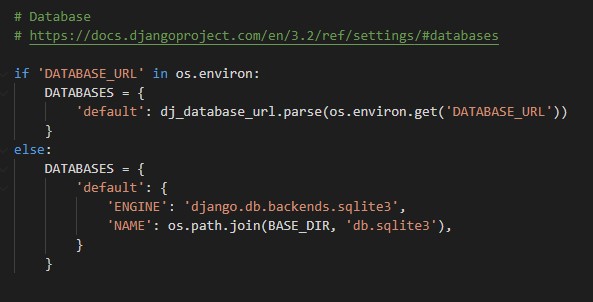 # Database
# https://docs.djangoproject.com/en/3.2/ref/settings/#databases

if 'DATABASE_URL' in os.environ:
    DATABASES = {
        'default': dj_database_url.parse(os.environ.get('DATABASE_URL'))
    }
else:
    DATABASES = {
        'default': {
            'ENGINE': 'django.db.backends.sqlite3',
            'NAME': os.path.join(BASE_DIR, 'db.sqlite3'),
        }
    }